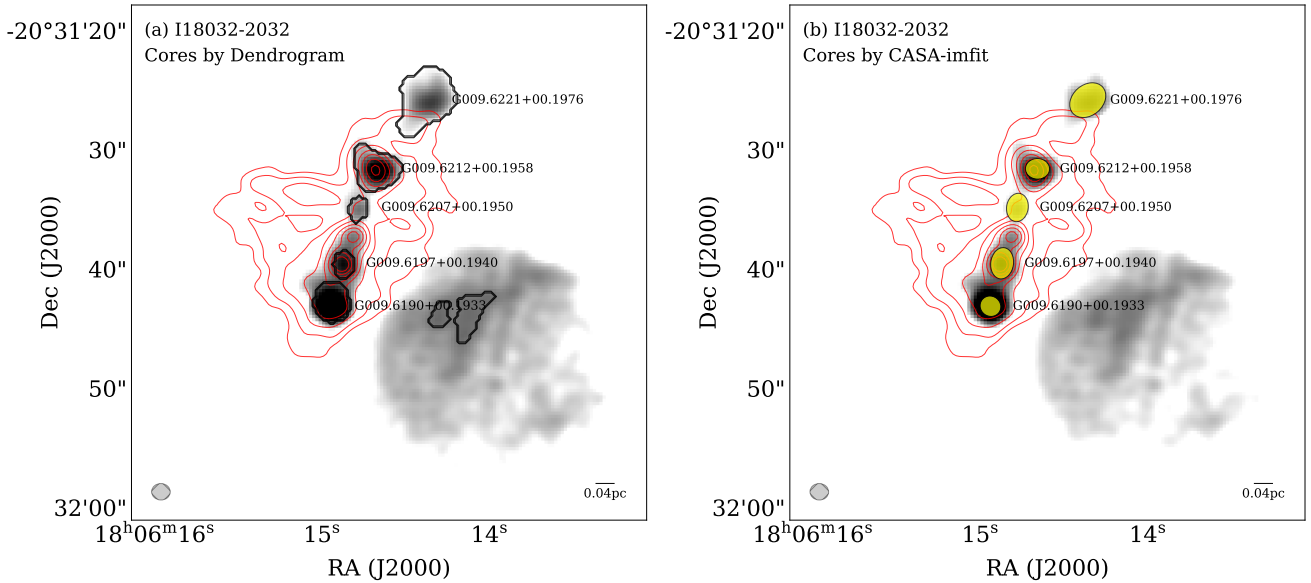 (a) I18032-2032
Cores by Dendrogram
G009.6221+00.1976
G009.6212+00.1958
G009.6207+00.1950
G009.6197+00.1940
G009.6190+00.1933
0.04pc
-20°31'20"
30"
40"
50"
32'00"
18ʰ06ᵐ16ˢ
15ˢ
14ˢ
Dec (J2000)
RA (J2000)
(b) I18032-2032
Cores by CASA-imfit
G009.6221+00.1976
G009.6212+00.1958
G009.6207+00.1950
G009.6197+00.1940
G009.6190+00.1933
0.04pc
-20°31'20"
30"
40"
50"
32'00"
18ʰ06ᵐ16ˢ
15ˢ
14ˢ
Dec (J2000)
RA (J2000)